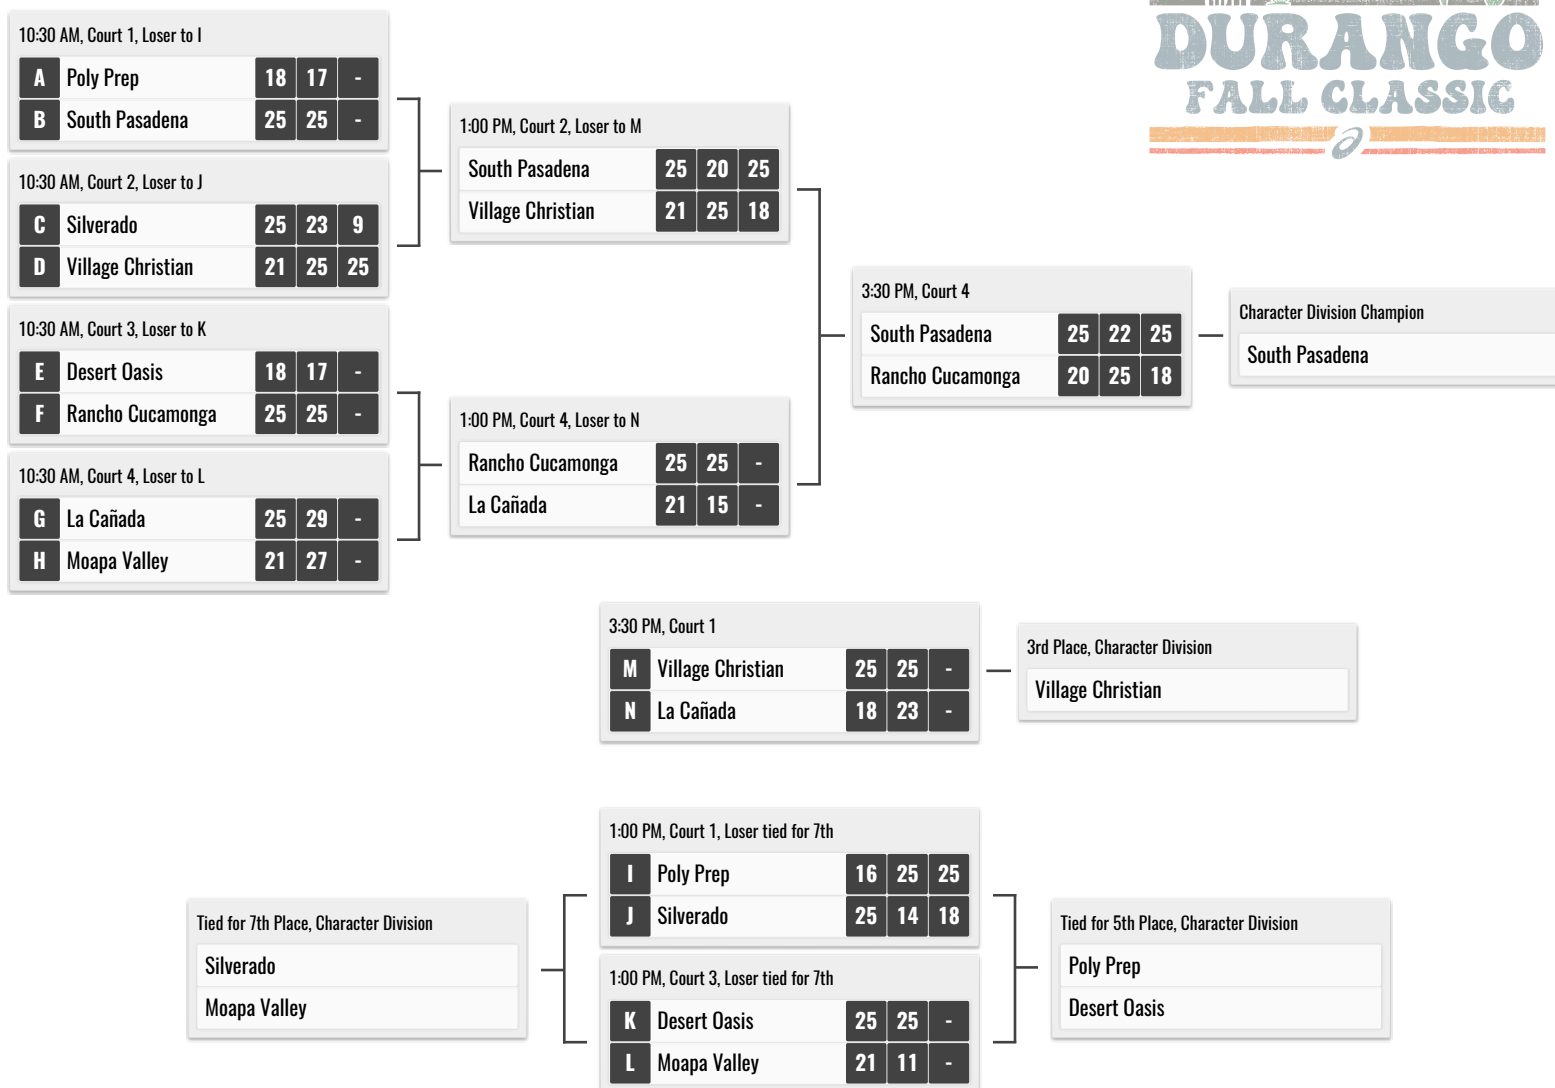 DURANGO
FALL CLASSIC
10:30 AM, Court 1, Loser to I
A Poly Prep 18 17 -
B South Pasadena 25 25 -
10:30 AM, Court 2, Loser to J
C Silverado 25 23 9
D Village Christian 21 25 25
10:30 AM, Court 3, Loser to K
E Desert Oasis 18 17 -
F Rancho Cucamonga 25 25 -
10:30 AM, Court 4, Loser to L
G La Cañada 25 29 -
H Moapa Valley 21 27 -
1:00 PM, Court 2, Loser to M
South Pasadena 25 20 25
Village Christian 21 25 18
1:00 PM, Court 4, Loser to N
Rancho Cucamonga 25 25 -
La Cañada 21 15 -
3:30 PM, Court 4
South Pasadena 25 22 25
Rancho Cucamonga 20 25 18
Character Division Champion
South Pasadena
3:30 PM, Court 1
M Village Christian 25 25 -
N La Cañada 18 23 -
3rd Place, Character Division
Village Christian
1:00 PM, Court 1, Loser tied for 7th
I Poly Prep 16 25 25
J Silverado 25 14 18
1:00 PM, Court 3, Loser tied for 7th
K Desert Oasis 25 25 -
L Moapa Valley 21 11 -
Tied for 7th Place, Character Division
Silverado
Moapa Valley
Tied for 5th Place, Character Division
Poly Prep
Desert Oasis